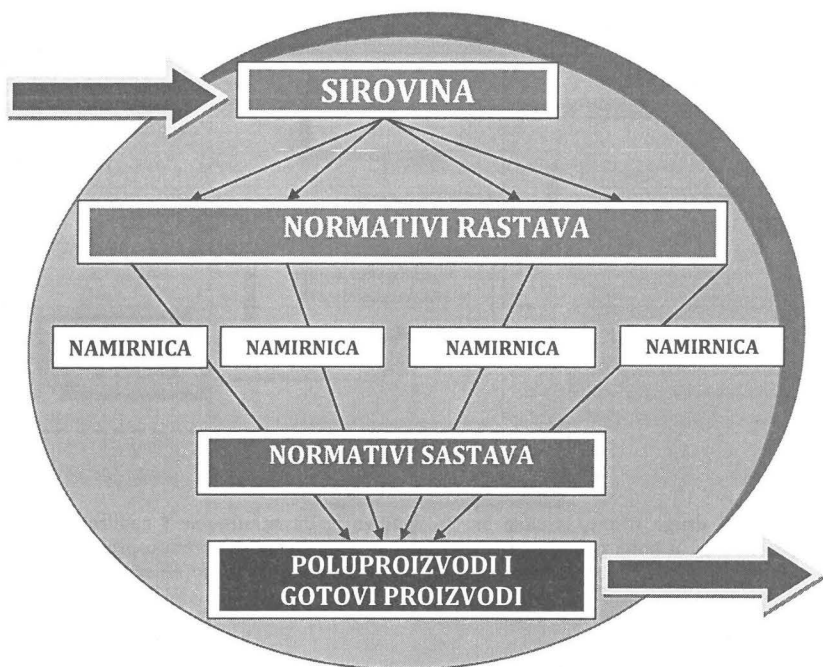 SIROVINA
NORMATIVI RASTAVA
NAMIRNICA
NAMIRNICA
NAMIRNICA
NAMIRNICA
NORMATIVI SASTAVA
POLUPROIZVODI I
GOTOVI PROIZVODI